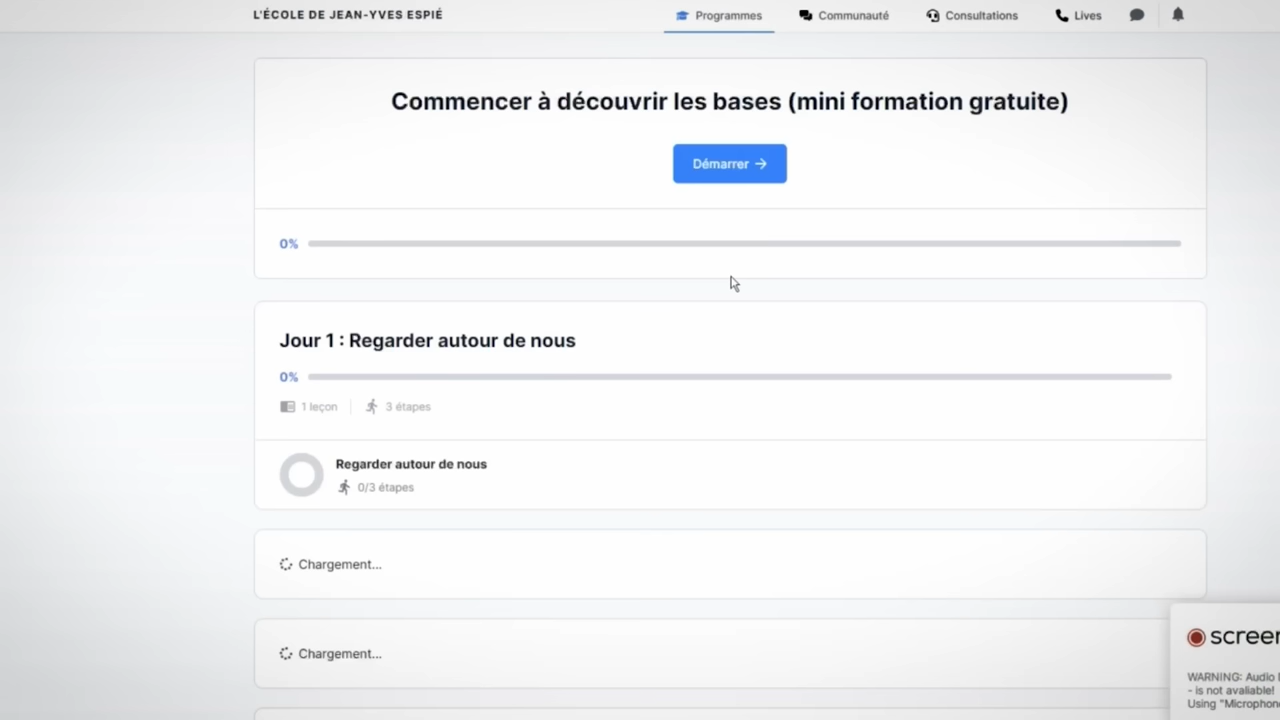 L'ÉCOLE DE JEAN-YVES ESPIÉ
Programmes
Communauté
Consultations
Lives
Commencer à découvrir les bases (mini formation gratuite)
Démarrer →
0%
Jour 1 : Regarder autour de nous
0%
1 leçon
3 étapes
Regarder autour de nous
0/3 étapes
Chargement...
Chargement...
screen
WARNING: Audio
- is not avaliable!
Using "Microphon